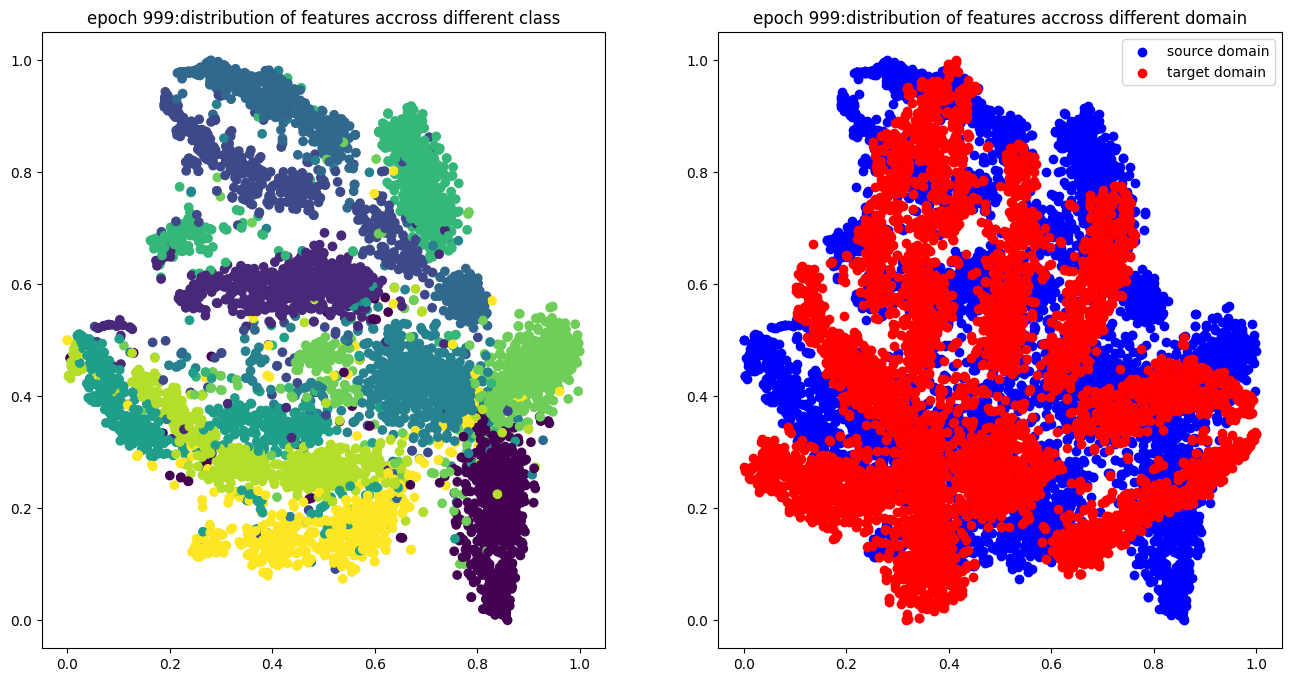 epoch 999:distribution of features accross different class
1.0
0.8
0.6
0.4
0.2
0.0
0.0 0.2 0.4 0.6 0.8 1.0
epoch 999:distribution of features accross different domain
source domain
target domain
1.0
0.8
0.6
0.4
0.2
0.0
0.0 0.2 0.4 0.6 0.8 1.0